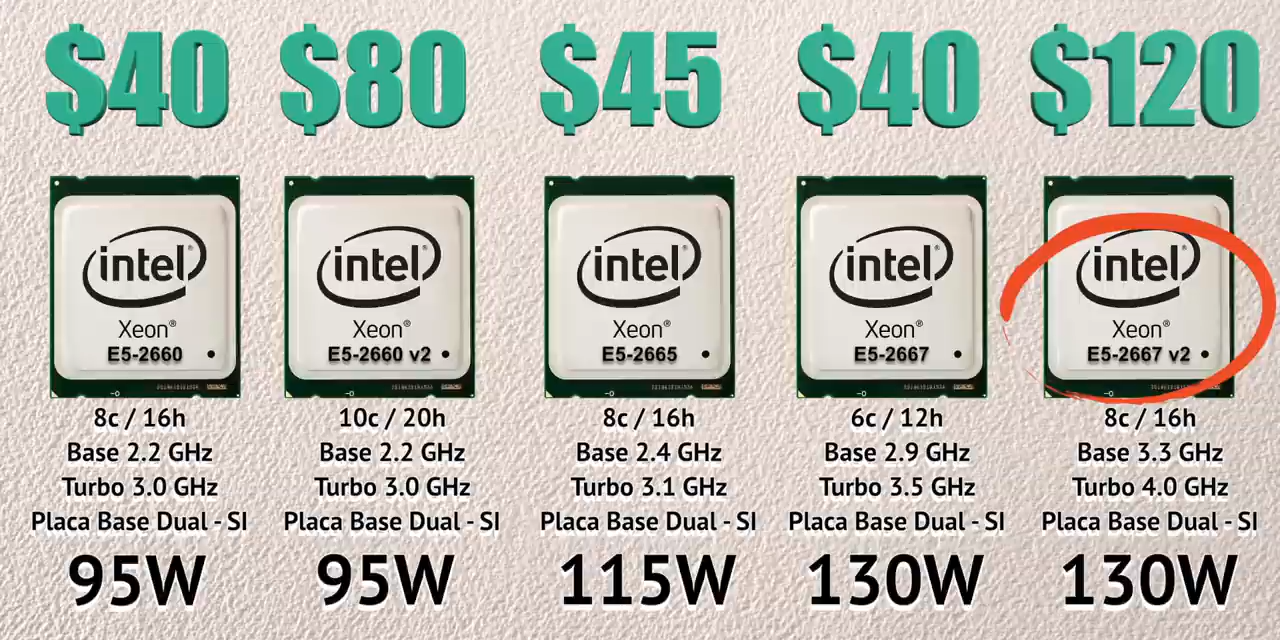 $40 $80 $45 $40 $120
intel® intel® intel® intel® intel®
Xeon® Xeon® Xeon® Xeon® Xeon®
E5-2660 E5-2660 v2 E5-2665 E5-2667 E5-2667 v2
8c / 16h 10c / 20h 8c / 16h 6c / 12h 8c / 16h
Base 2.2 GHz Base 2.2 GHz Base 2.4 GHz Base 2.9 GHz Base 3.3 GHz
Turbo 3.0 GHz Turbo 3.0 GHz Turbo 3.1 GHz Turbo 3.5 GHz Turbo 4.0 GHz
Placa Base Dual - SI Placa Base Dual - SI Placa Base Dual - SI Placa Base Dual - SI Placa Base Dual - SI
95W 95W 115W 130W 130W